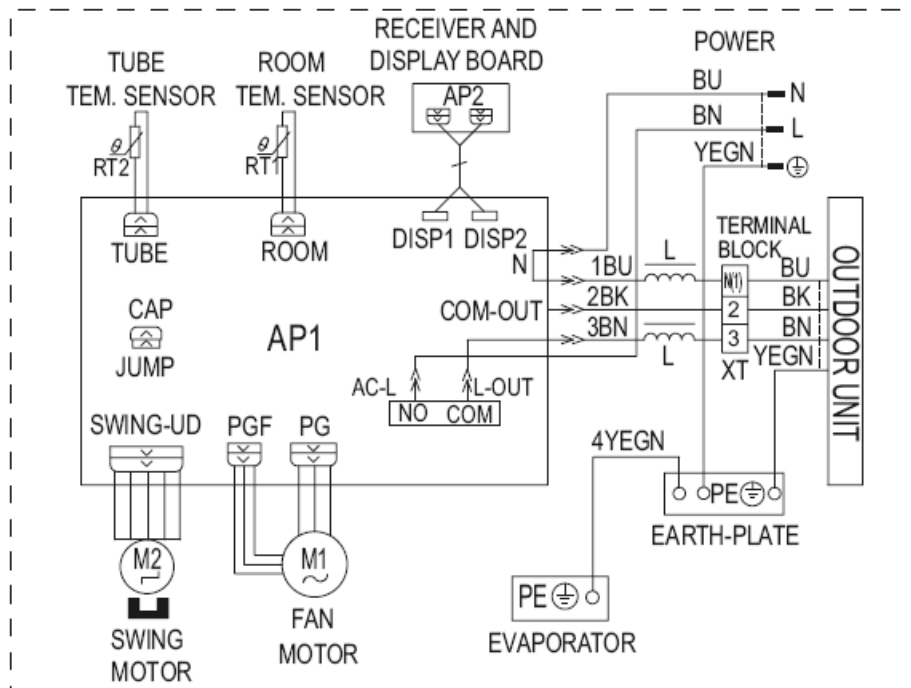 RECEIVER AND
DISPLAY BOARD
AP2
POWER
TUBE
TEM. SENSOR
ROOM
TEM. SENSOR
BU
N
BN
L
YEGN
θ
RT2
θ
RT1
TUBE
ROOM
DISP1 DISP2
N
1BU
L
TERMINAL
BLOCK
N(1)
BU
COM-OUT
2BK
2
BK
3BN
L
3
BN
XT
YEGN
OUTDOOR UNIT
CAP
JUMP
AP1
AC-L
L-OUT
NO COM
SWING-UD
PGF
PG
4YEGN
PE
EARTH-PLATE
M2
M1
SWING
MOTOR
FAN
MOTOR
PE
EVAPORATOR